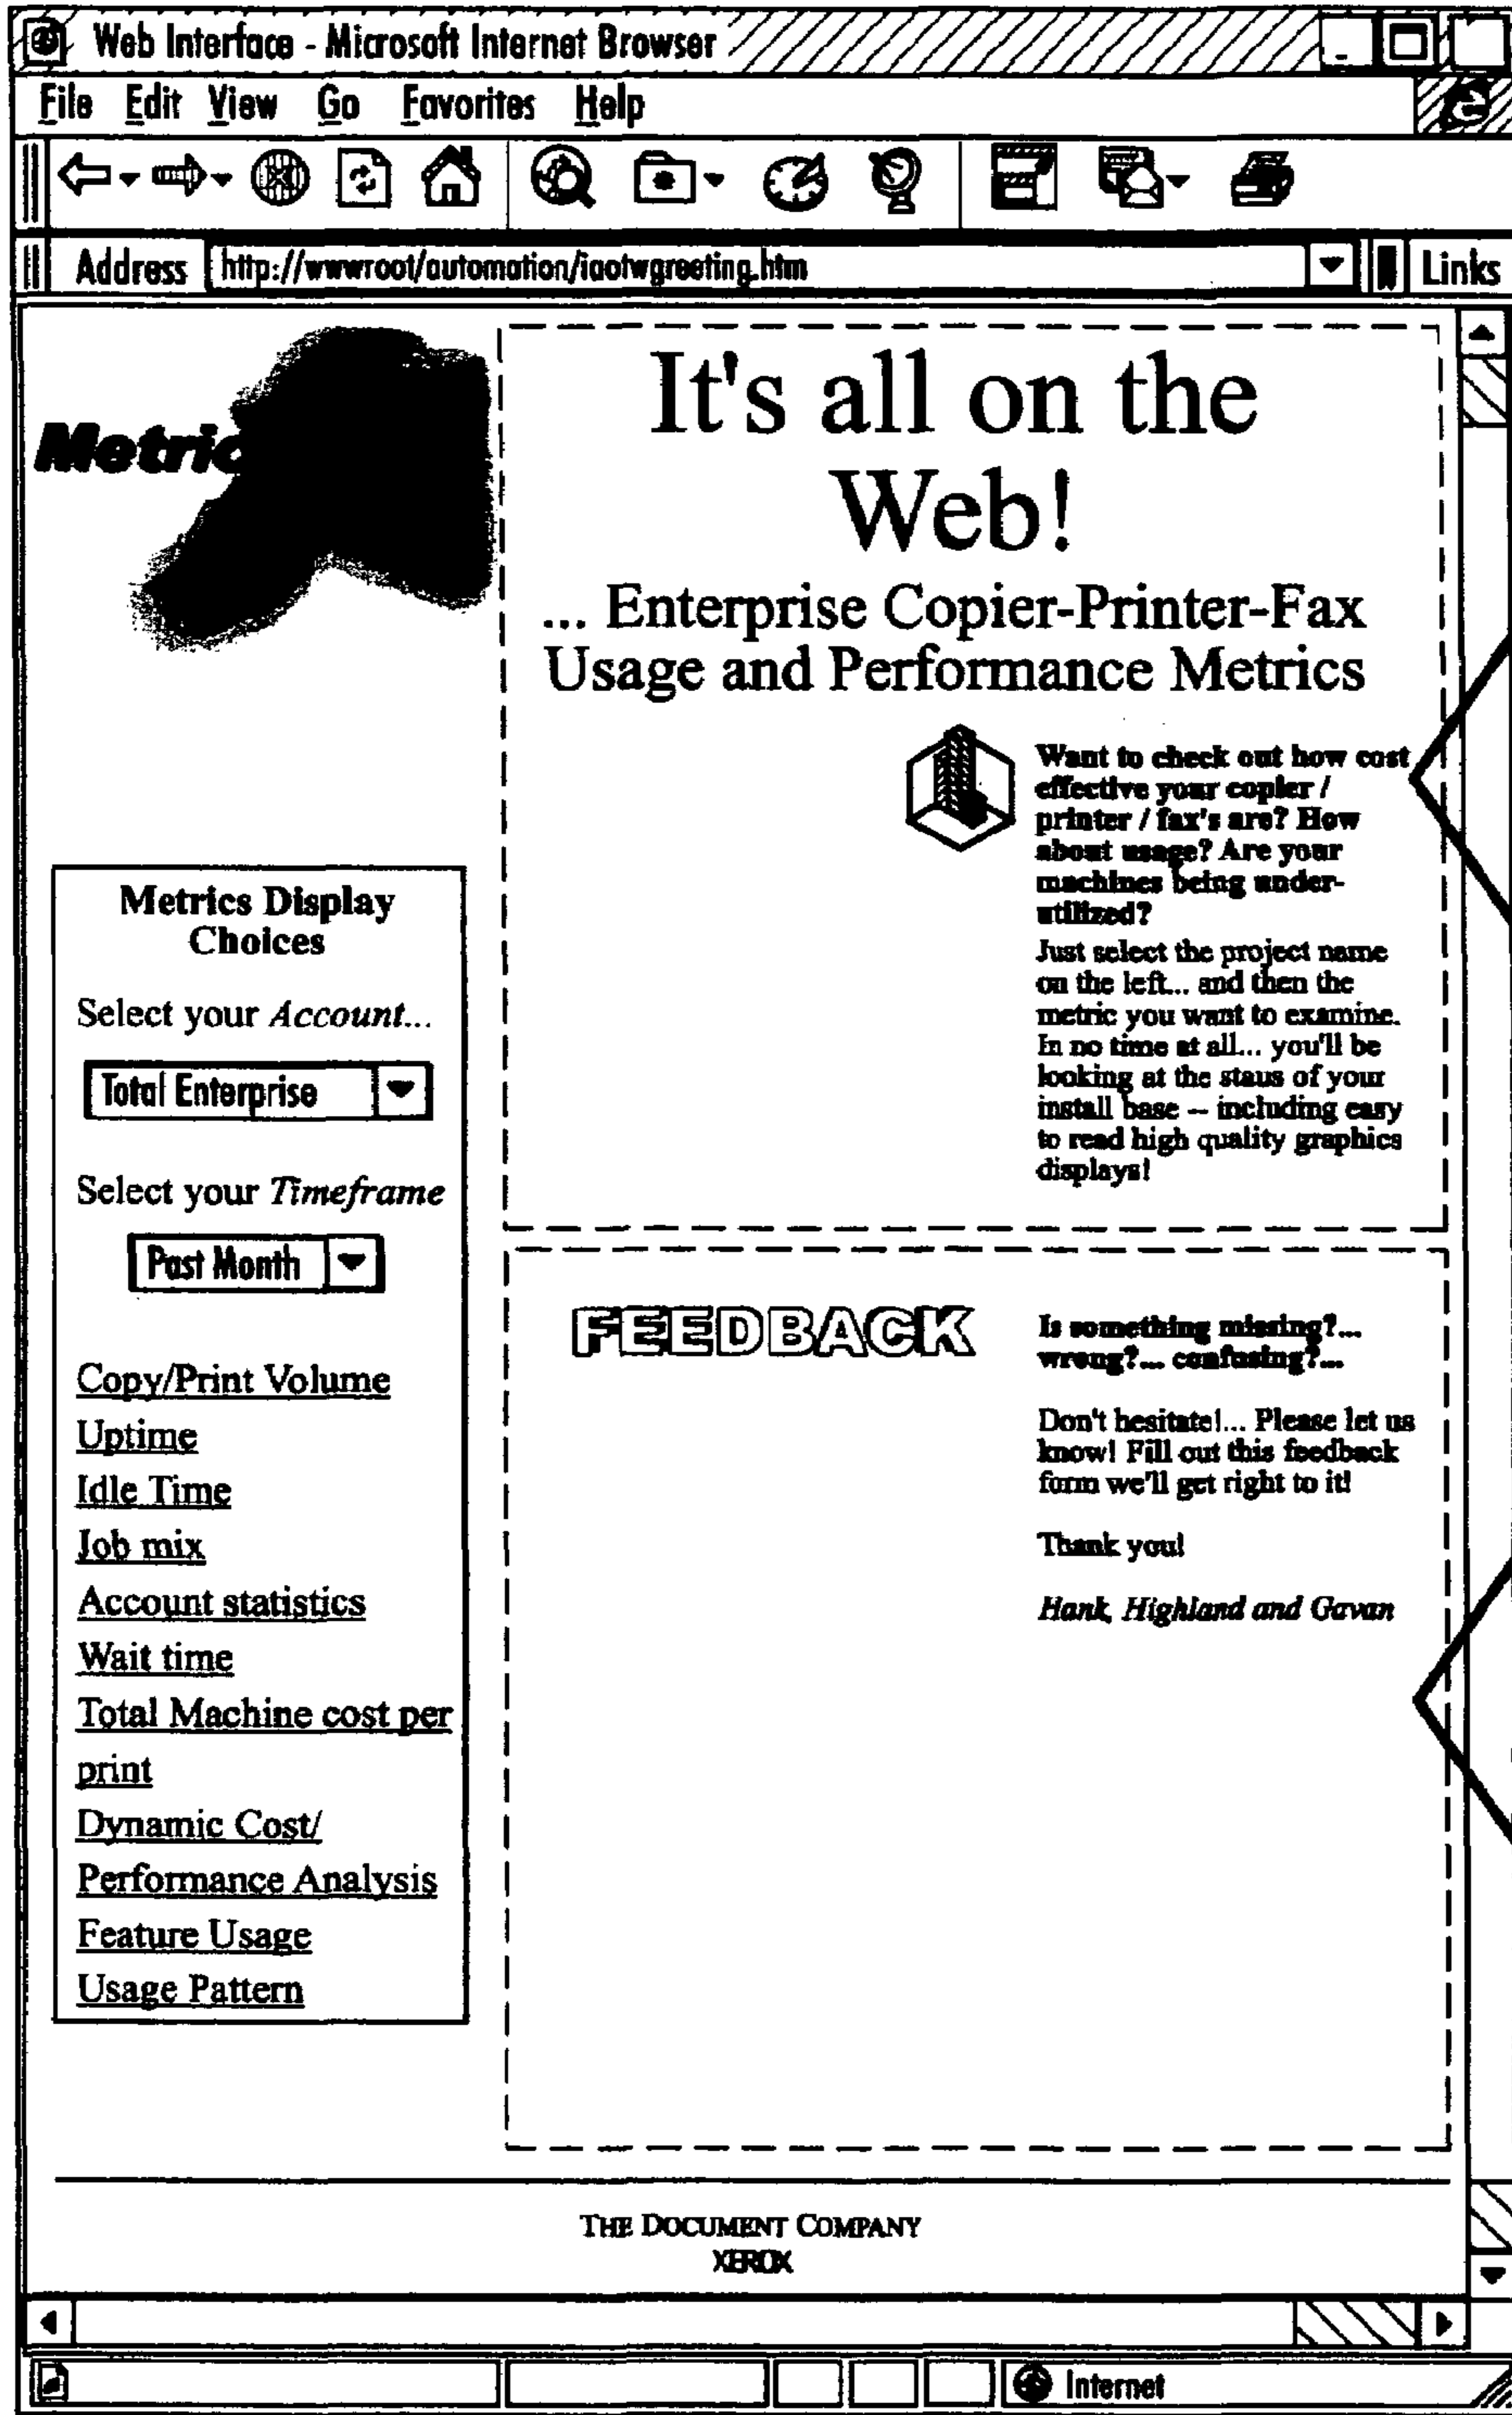 Web Interface - Microsoft Internet Browser
File Edit View Go Favorites Help
Address http://wwwroot/automation/iaotwgreeting.htm Links
Metric
It's all on the
Web!
... Enterprise Copier-Printer-Fax
Usage and Performance Metrics
Want to check out how cost
effective your copier /
printer / fax's are? How
about usage? Are your
machines being under-
utilized?
Just select the project name
on the left... and then the
metric you want to examine.
In no time at all... you'll be
looking at the staus of your
install base -- including easy
to read high quality graphics
displays!
Metrics Display
Choices
Select your Account...
Total Enterprise
Select your Timeframe
Past Month
Copy/Print Volume
Uptime
Idle Time
Job mix
Account statistics
Wait time
Total Machine cost per
print
Dynamic Cost/
Performance Analysis
Feature Usage
Usage Pattern
FEEDBACK
Is something missing?...
wrong?... confusing?...
Don't hesitate!... Please let us
know! Fill out this feedback
form we'll get right to it!
Thank you!
Hank, Highland and Gavan
THE DOCUMENT COMPANY
XEROX
Internet